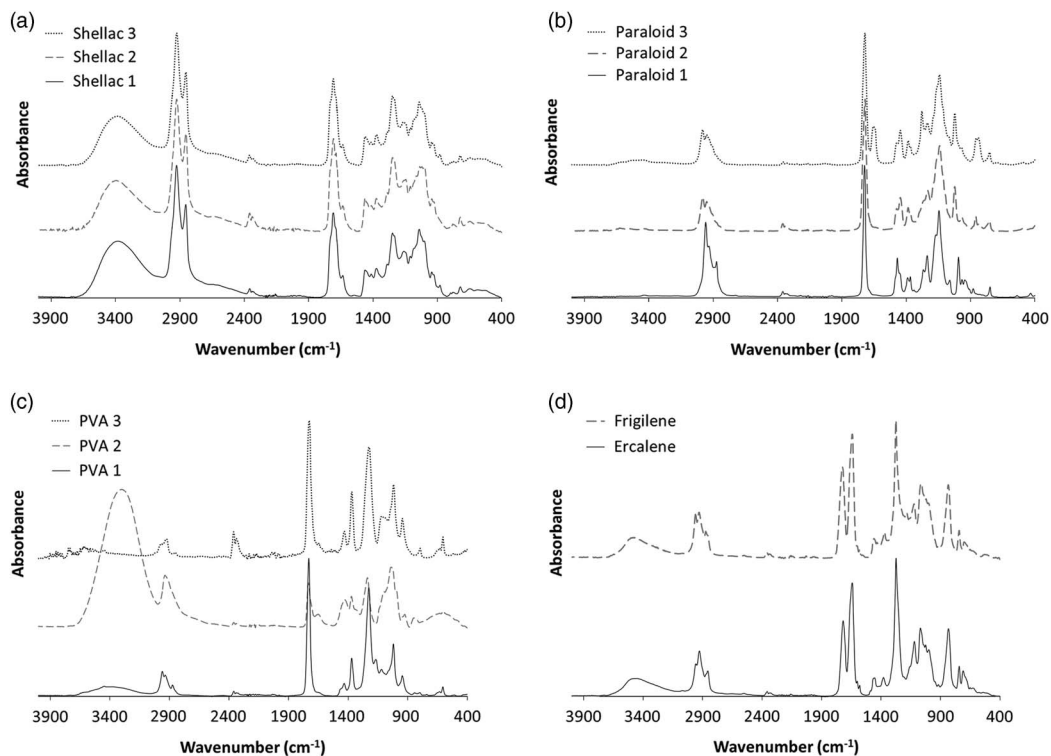 (a)
Shellac 3
Shellac 2
Shellac 1
Absorbance
3900 3400 2900 2400 1900 1400 900 400
Wavenumber (cm-1)
(b)
Paraloid 3
Paraloid 2
Paraloid 1
Absorbance
3900 3400 2900 2400 1900 1400 900 400
Wavenumber (cm-1)
(c)
PVA 3
PVA 2
PVA 1
Absorbance
3900 3400 2900 2400 1900 1400 900 400
Wavenumber (cm-1)
(d)
Frigilene
Ercalene
Absorbance
3900 3400 2900 2400 1900 1400 900 400
Wavenumber (cm-1)